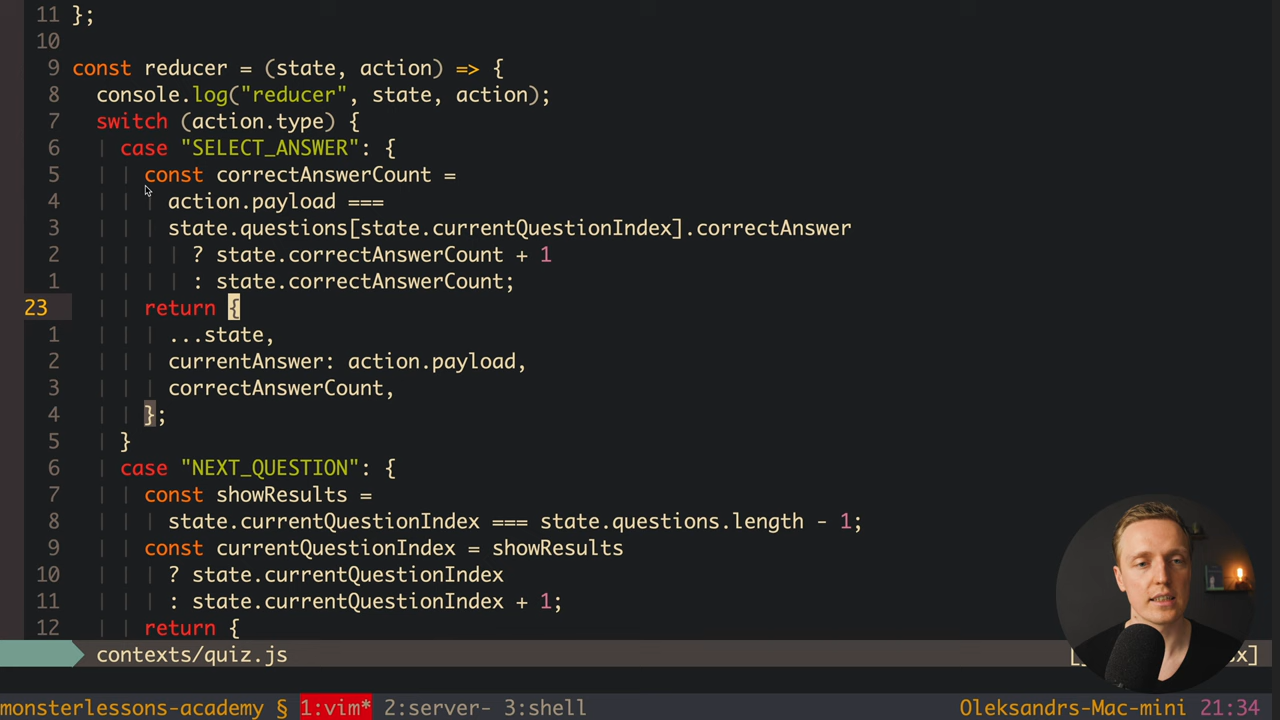 11 };
10
9 const reducer = (state, action) => {
8 console.log("reducer", state, action);
7 switch (action.type) {
6 case "SELECT_ANSWER": {
5 const correctAnswerCount =
4 action.payload ===
3 state.questions[state.currentQuestionIndex].correctAnswer
2 ? state.correctAnswerCount + 1
1 : state.correctAnswerCount;
23 return {
1 ...state,
2 currentAnswer: action.payload,
3 correctAnswerCount,
4 };
5 }
6 case "NEXT_QUESTION": {
7 const showResults =
8 state.currentQuestionIndex === state.questions.length - 1;
9 const currentQuestionIndex = showResults
10 ? state.currentQuestionIndex
11 : state.currentQuestionIndex + 1;
12 return {
contexts/quiz.js
monsterlessons-academy § 1:vim* 2:server- 3:shell Oleksandrs-Mac-mini 21:34